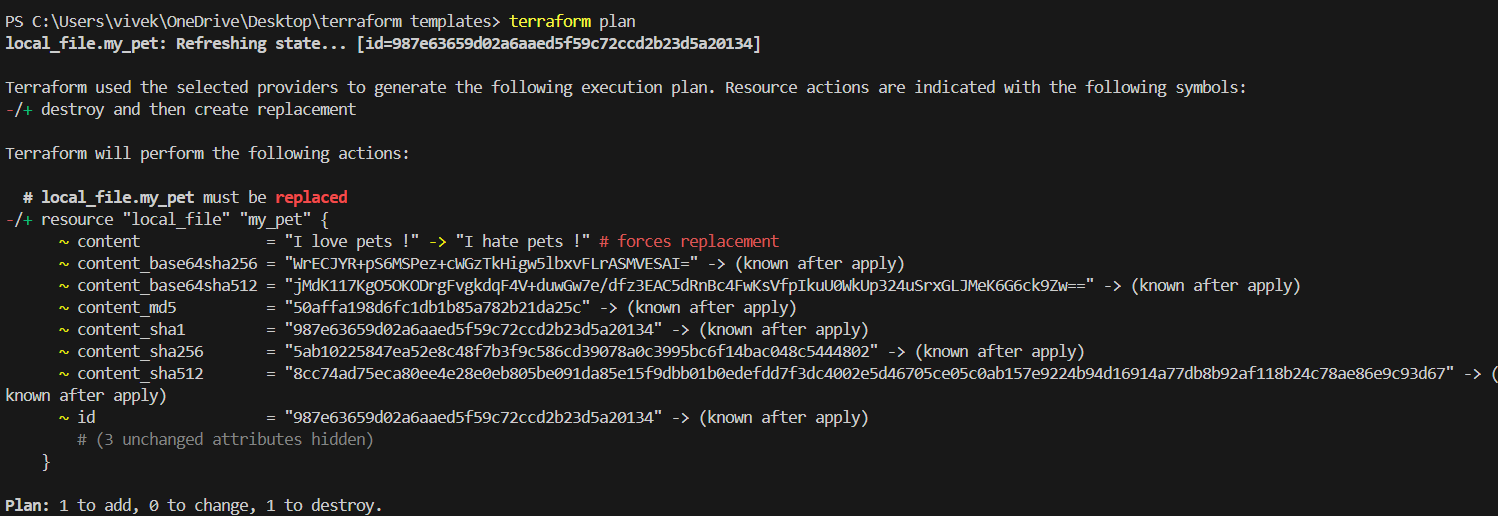 PS C:\Users\vivek\OneDrive\Desktop\terraform templates> terraform plan
local_file.my_pet: Refreshing state... [id=987e63659d02a6aaed5f59c72ccd2b23d5a20134]
Terraform used the selected providers to generate the following execution plan. Resource actions are indicated with the following symbols:
-/+ destroy and then create replacement
Terraform will perform the following actions:
# local_file.my_pet must be replaced
-/+ resource "local_file" "my_pet" {
~ content = "I love pets !" -> "I hate pets !" # forces replacement
~ content_base64sha256 = "WrECJYR+pS6MSPez+cWGzTkHigw5lbxvFLrASMVESAI=" -> (known after apply)
~ content_base64sha512 = "jMdK117KgO5OKODrgFvgkdqF4V+duwGw7e/dfz3EAC5dRnBc4FwKsVfpIkuU0WkUp324uSrxGLJMeK6G6ck9Zw==" -> (known after apply)
~ content_md5 = "50affa198d6fc1db1b85a782b21da25c" -> (known after apply)
~ content_sha1 = "987e63659d02a6aaed5f59c72ccd2b23d5a20134" -> (known after apply)
~ content_sha256 = "5ab10225847ea52e8c48f7b3f9c586cd39078a0c3995bc6f14bac048c5444802" -> (known after apply)
~ content_sha512 = "8cc74ad75eca80ee4e28e0eb805be091da85e15f9dbb01b0edefdd7f3dc4002e5d46705ce05c0ab157e9224b94d16914a77db8b92af118b24c78ae86e9c93d67" -> (
known after apply)
~ id = "987e63659d02a6aaed5f59c72ccd2b23d5a20134" -> (known after apply)
# (3 unchanged attributes hidden)
}
Plan: 1 to add, 0 to change, 1 to destroy.